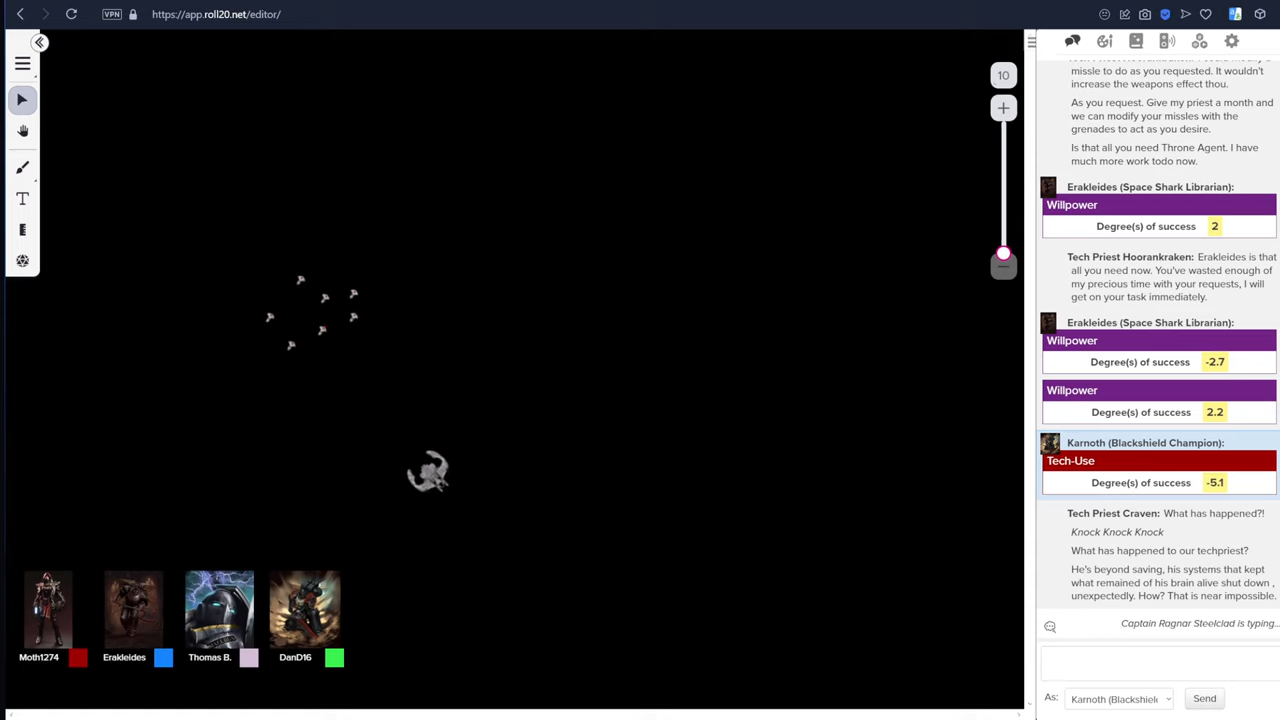 VPN
https://app.roll20.net/editor/
10
missle to do as you requested. It wouldn't
increase the weapons effect thou.
As you request. Give my priest a month and
we can modify your missles with the
grenades to act as you desire.
Is that all you need Throne Agent. I have
much more work todo now.
Erakleides (Space Shark Librarian):
Willpower
Degree(s) of success 2
Tech Priest Hoorankraken: Erakleides is that
all you need now. You've wasted enough of
my precious time with your requests, I will
get on your task immediately.
Erakleides (Space Shark Librarian):
Willpower
Degree(s) of success -2.7
Willpower
Degree(s) of success 2.2
Karnoth (Blackshield Champion):
Tech-Use
Degree(s) of success -5.1
Tech Priest Craven: What has happened?!
Knock Knock Knock
What has happened to our techpriest?
He's beyond saving, his systems that kept
what remained of his brain alive shut down ,
unexpectedly. How? That is near impossible.
Captain Ragnar Steelclad is typing...
Moth1274
Erakleides
Thomas B.
DanD16
As: Karnoth (Blackshiel
Send